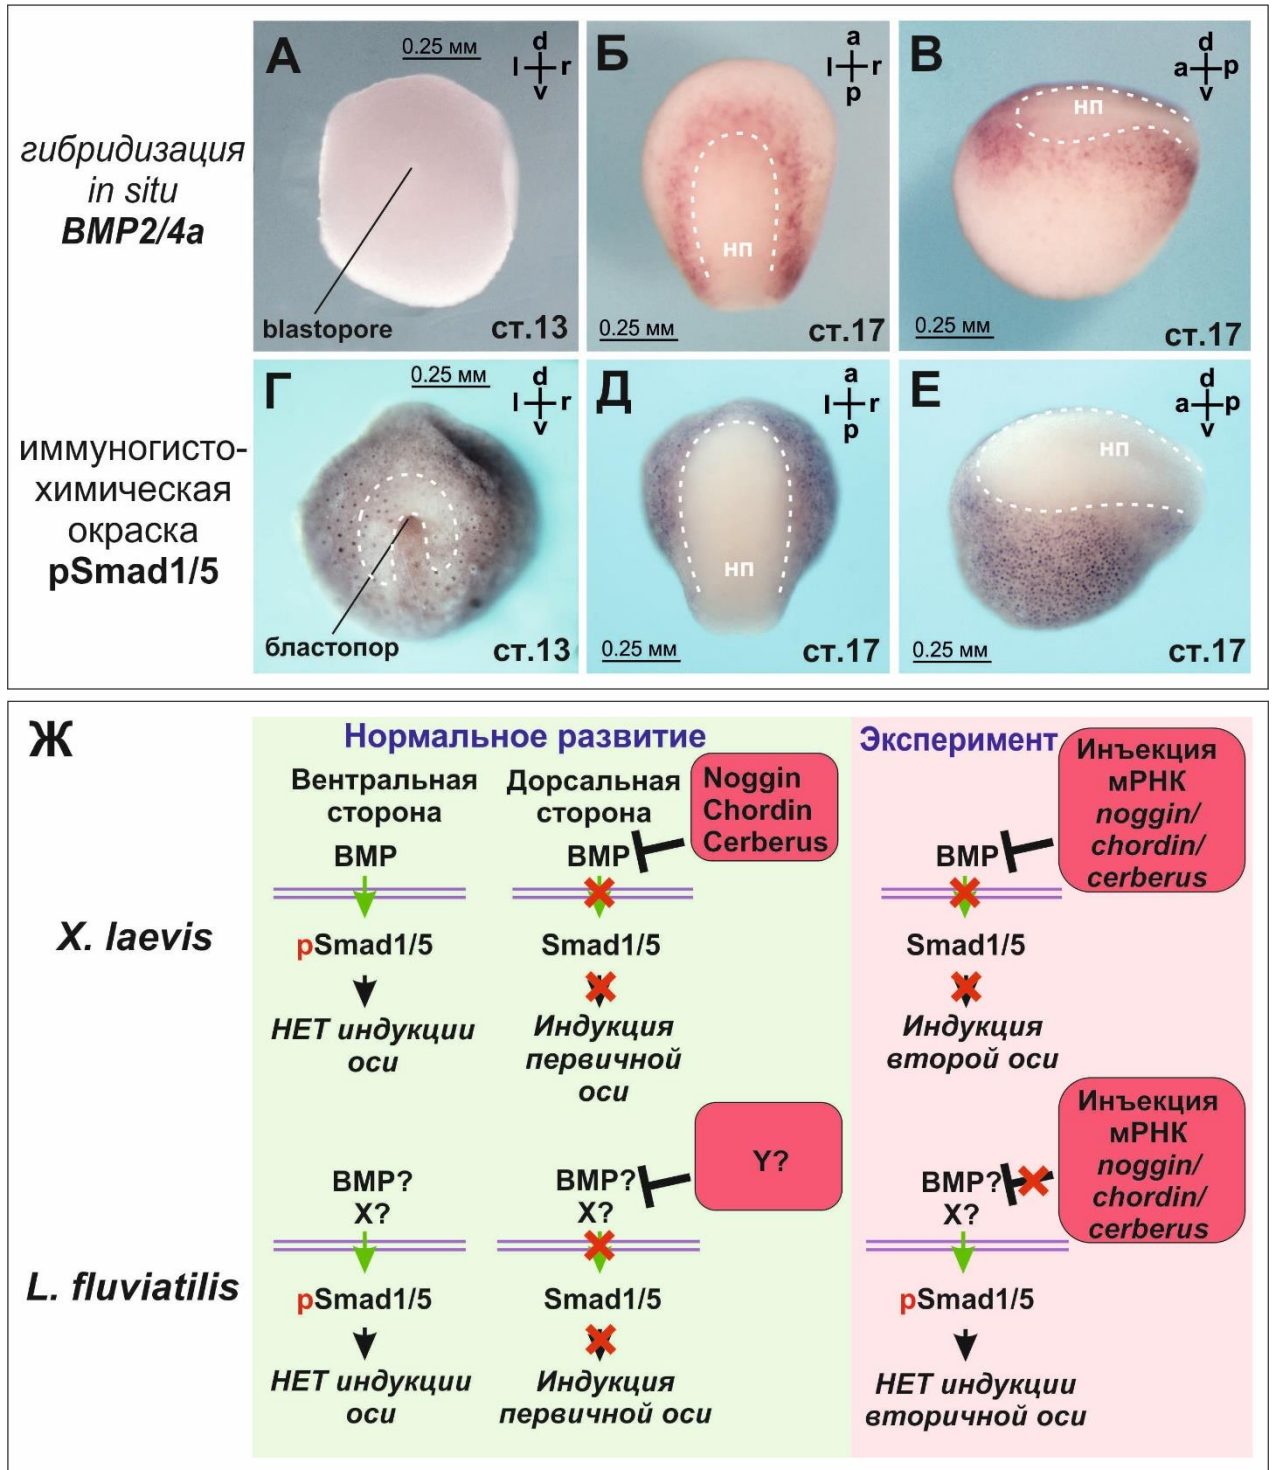 гибридизация
in situ
BMP2/4a
А
0.25 мм
d
l r
v
blastopore
ст.13
Б
a
l r
p
нп
0.25 мм
ст.17
В
d
a p
v
нп
0.25 мм
ст.17
иммуногисто-
химическая
окраска
pSmad1/5
Г
0.25 мм
d
l r
v
бластопор
ст.13
Д
a
l r
p
нп
0.25 мм
ст.17
Е
d
a p
v
нп
0.25 мм
ст.17
Ж
Нормальное развитие
Эксперимент
Вентральная
сторона
Дорсальная
сторона
Noggin
Chordin
Cerberus
Инъекция
мРНК
noggin/
chordin/
cerberus
X. laevis
BMP
BMP
BMP
pSmad1/5
Smad1/5
Smad1/5
НЕТ индукции
оси
Индукция
первичной
оси
Индукция
второй оси
L. fluviatilis
BMP?
X?
BMP?
X?
Y?
BMP?
X?
Инъекция
мРНК
noggin/
chordin/
cerberus
pSmad1/5
Smad1/5
pSmad1/5
НЕТ индукции
оси
Индукция
первичной оси
НЕТ индукции
вторичной оси